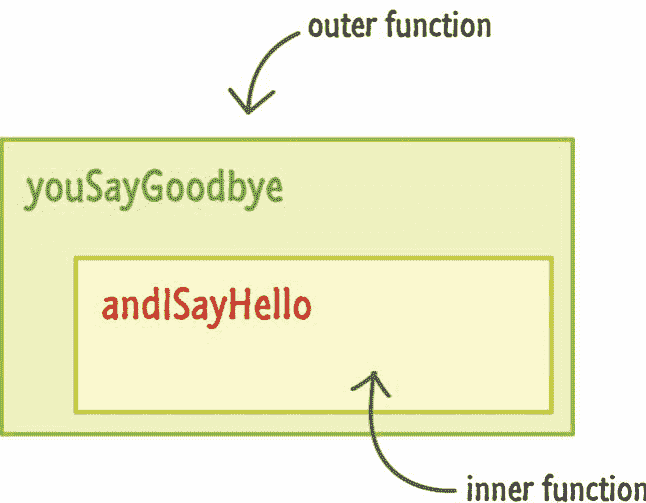 outer function
youSayGoodbye
andISayHello
inner function